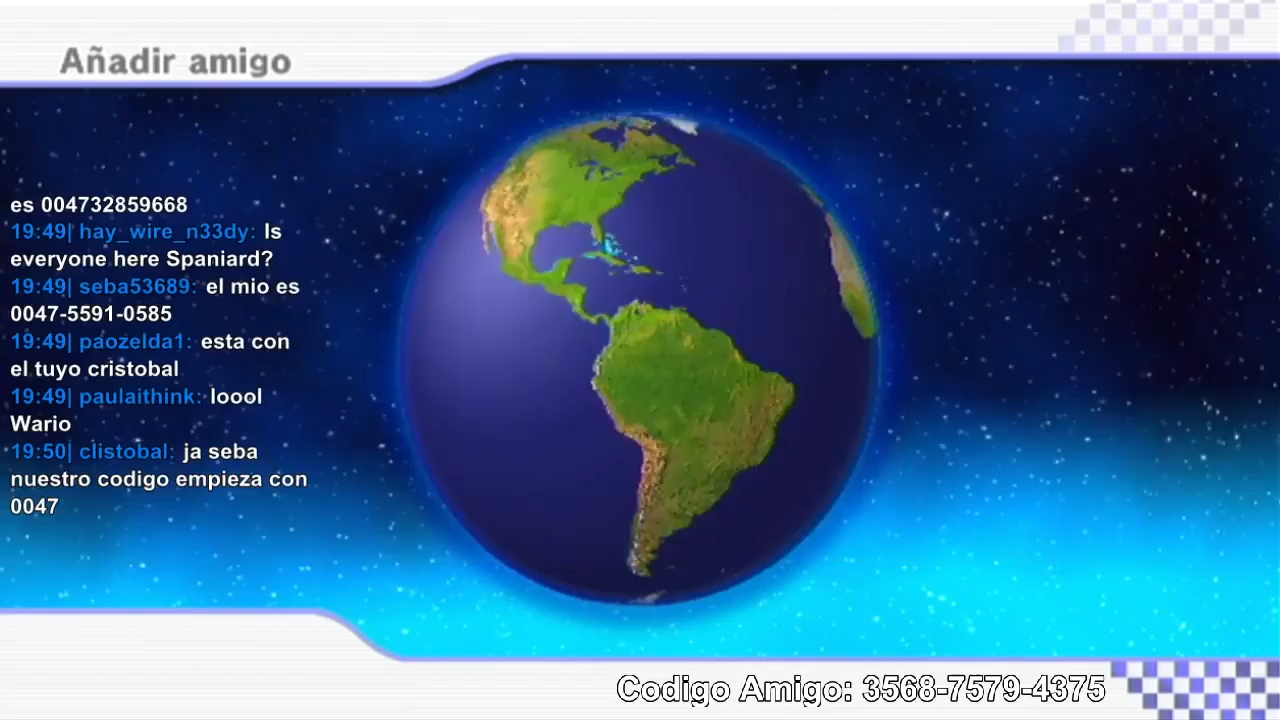 Añadir amigo
es 004732859668
19:49| hay_wire_n33dy: Is
everyone here Spaniard?
19:49| seba53689: el mio es
0047-5591-0585
19:49| paozelda1: esta con
el tuyo cristobal
19:49| paulaithink: loool
Wario
19:50| clistobal: ja seba
nuestro codigo empieza con
0047
Codigo Amigo: 3568-7579-4375